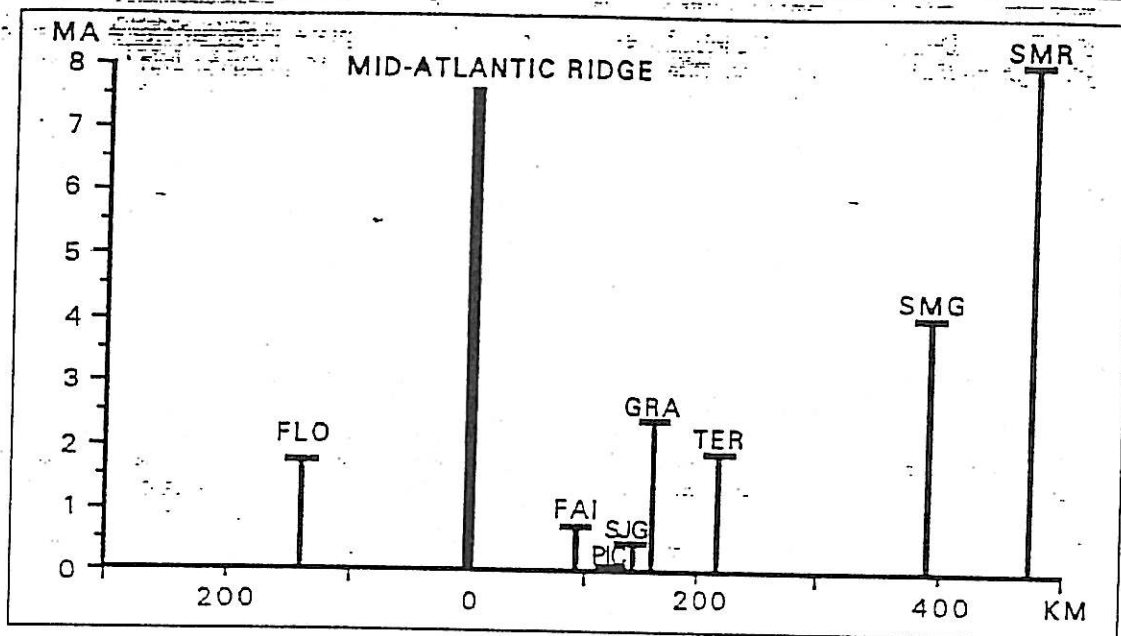 MA
8
MID-ATLANTIC RIDGE
SMR
7
6
5
4
SMG
3
GRA
FLO
TER
2
1
FAI
SJG
PIC
0
200
0
200
400
KM